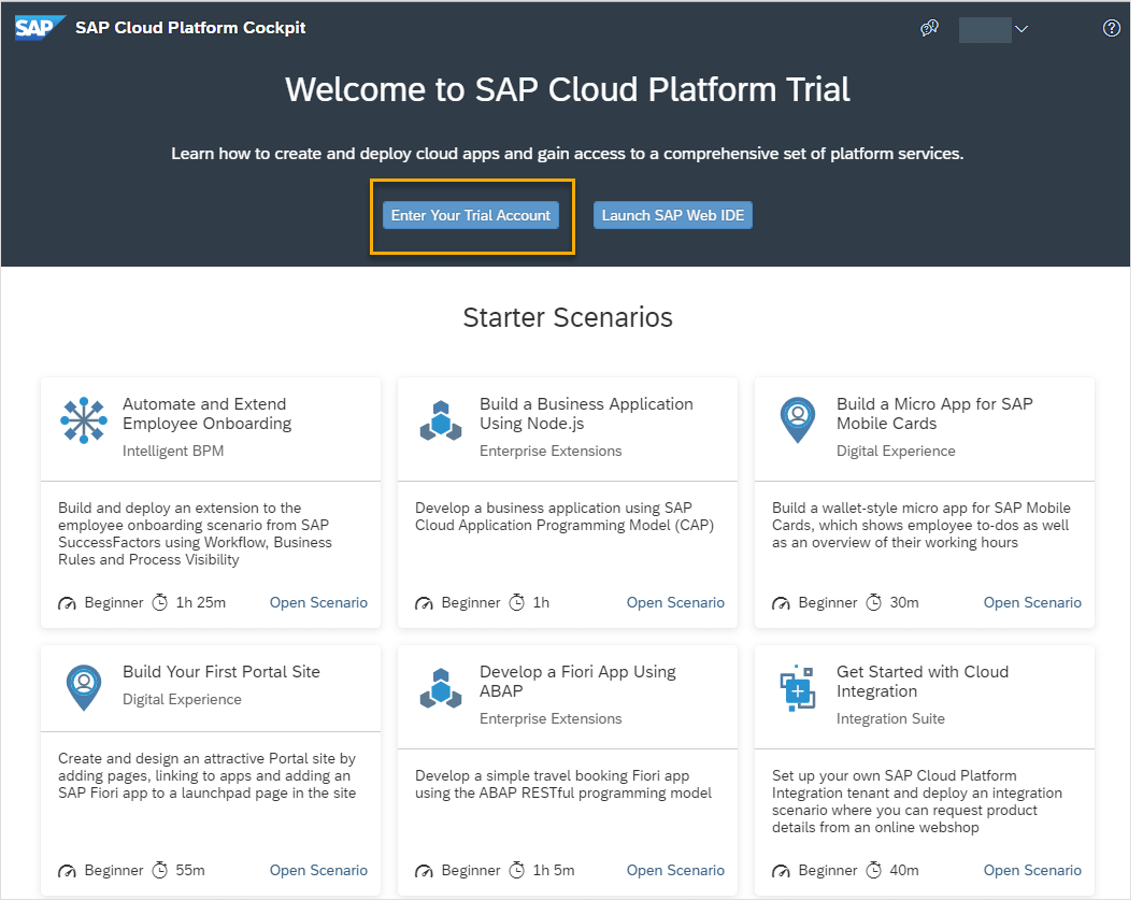 SAP SAP Cloud Platform Cockpit
Welcome to SAP Cloud Platform Trial
Learn how to create and deploy cloud apps and gain access to a comprehensive set of platform services.
Enter Your Trial Account
Launch SAP Web IDE
Starter Scenarios
Automate and Extend
Employee Onboarding
Intelligent BPM
Build and deploy an extension to the
employee onboarding scenario from SAP
SuccessFactors using Workflow, Business
Rules and Process Visibility
Beginner 1h 25m Open Scenario
Build a Business Application
Using Node.js
Enterprise Extensions
Develop a business application using SAP
Cloud Application Programming Model (CAP)
Beginner 1h Open Scenario
Build a Micro App for SAP
Mobile Cards
Digital Experience
Build a wallet-style micro app for SAP Mobile
Cards, which shows employee to-dos as well
as an overview of their working hours
Beginner 30m Open Scenario
Build Your First Portal Site
Digital Experience
Create and design an attractive Portal site by
adding pages, linking to apps and adding an
SAP Fiori app to a launchpad page in the site
Beginner 55m Open Scenario
Develop a Fiori App Using
ABAP
Enterprise Extensions
Develop a simple travel booking Fiori app
using the ABAP RESTful programming model
Beginner 1h 5m Open Scenario
Get Started with Cloud
Integration
Integration Suite
Set up your own SAP Cloud Platform
Integration tenant and deploy an integration
scenario where you can request product
details from an online webshop
Beginner 40m Open Scenario